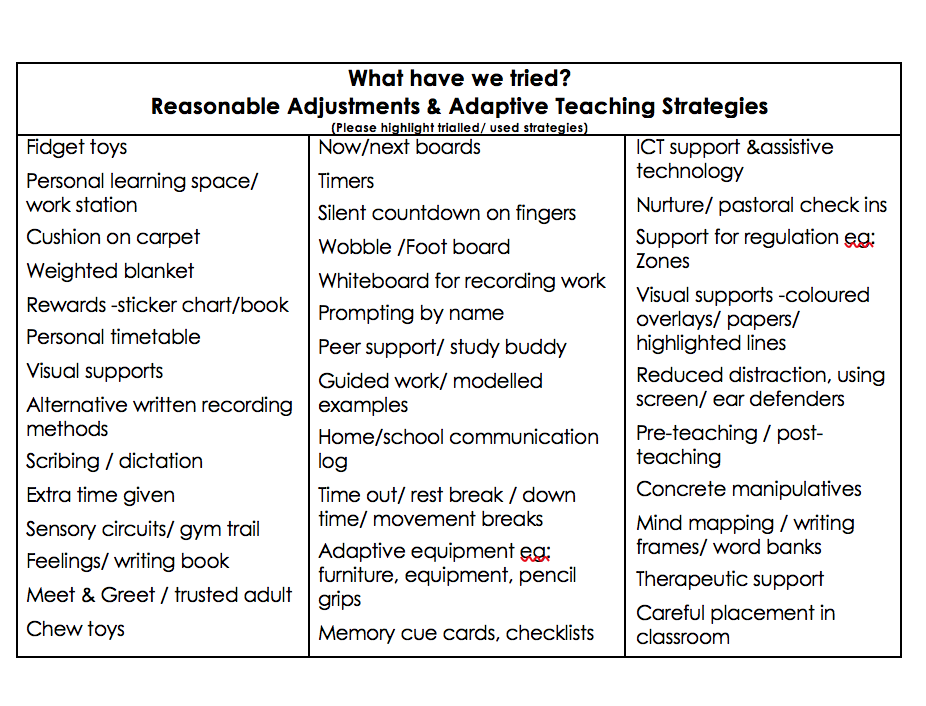 What have we tried?
Reasonable Adjustments & Adaptive Teaching Strategies
(Please highlight trialled/ used strategies)
Fidget toys
Personal learning space/
work station
Cushion on carpet
Weighted blanket
Rewards -sticker chart/book
Personal timetable
Visual supports
Alternative written recording
methods
Scribing / dictation
Extra time given
Sensory circuits/ gym trail
Feelings/ writing book
Meet & Greet / trusted adult
Chew toys
Now/next boards
Timers
Silent countdown on fingers
Wobble /Foot board
Whiteboard for recording work
Prompting by name
Peer support/ study buddy
Guided work/ modelled
examples
Home/school communication
log
Time out/ rest break / down
time/ movement breaks
Adaptive equipment eg:
furniture, equipment, pencil
grips
Memory cue cards, checklists
ICT support &assistive
technology
Nurture/ pastoral check ins
Support for regulation eg:
Zones
Visual supports -coloured
overlays/ papers/
highlighted lines
Reduced distraction, using
screen/ ear defenders
Pre-teaching / post-
teaching
Concrete manipulatives
Mind mapping / writing
frames/ word banks
Therapeutic support
Careful placement in
classroom